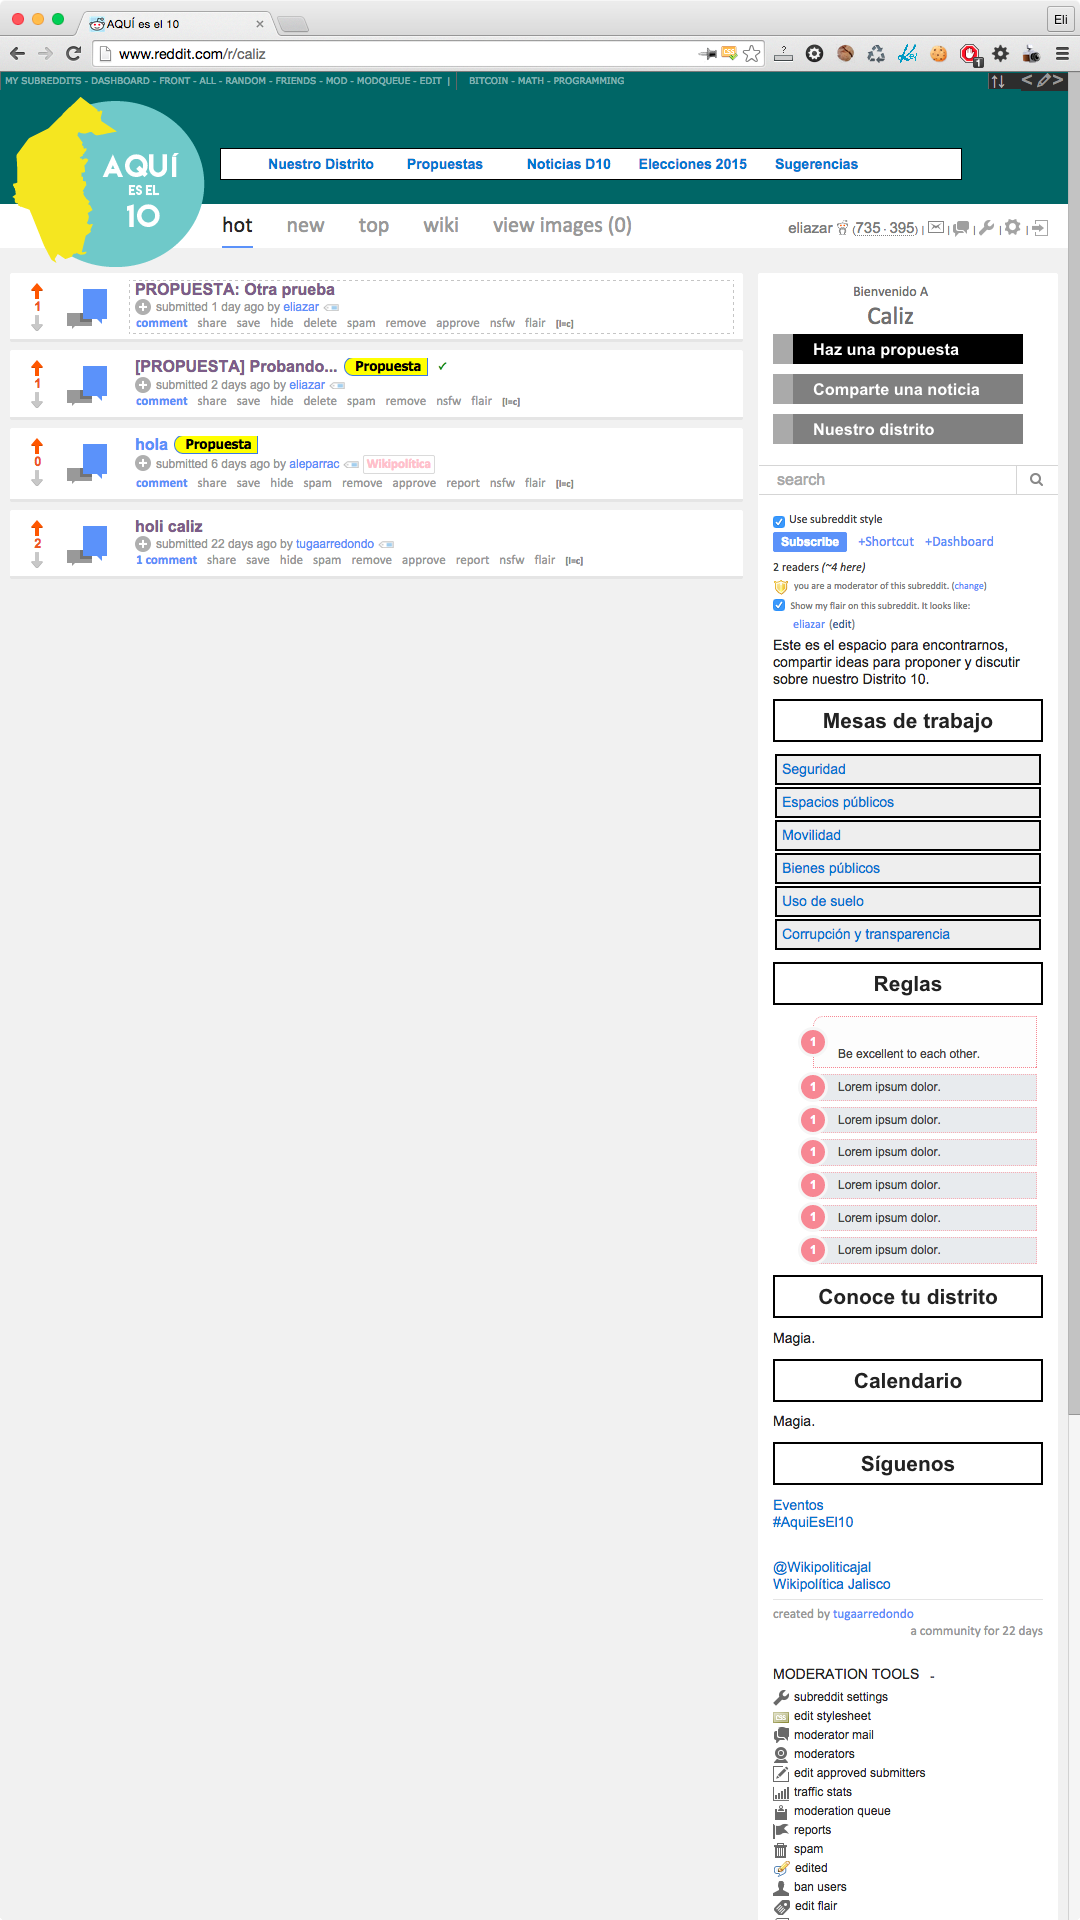 AQUÍ es el 10
Eli
www.reddit.com/r/caliz
MY SUBREDDITS - DASHBOARD - FRONT - ALL - RANDOM - FRIENDS - MOD - MODQUEUE - EDIT | BITCOIN - MATH - PROGRAMMING
AQUÍ
ES EL
10
Nuestro Distrito Propuestas Noticias D10 Elecciones 2015 Sugerencias
hot new top wiki view images (0)
eliazar (735 · 395) | | | |
PROPUESTA: Otra prueba
1
submitted 1 day ago by eliazar
comment share save hide delete spam remove approve nsfw flair [l=c]
[PROPUESTA] Probando... Propuesta ✓
1
submitted 2 days ago by eliazar
comment share save hide delete spam remove nsfw flair [l=c]
hola Propuesta
0
submitted 6 days ago by aleparrac Wikipolítica
comment share save hide spam remove approve report nsfw flair [l=c]
holi caliz
2
submitted 22 days ago by tugaarredondo
1 comment share save hide spam remove approve report nsfw flair [l=c]
Bienvenido A
Caliz
Haz una propuesta
Comparte una noticia
Nuestro distrito
search
Use subreddit style
Subscribe +Shortcut +Dashboard
2 readers (~4 here)
you are a moderator of this subreddit. (change)
Show my flair on this subreddit. It looks like:
eliazar (edit)
Este es el espacio para encontrarnos,
compartir ideas para proponer y discutir
sobre nuestro Distrito 10.
Mesas de trabajo
Seguridad
Espacios públicos
Movilidad
Bienes públicos
Uso de suelo
Corrupción y transparencia
Reglas
1 Be excellent to each other.
1 Lorem ipsum dolor.
1 Lorem ipsum dolor.
1 Lorem ipsum dolor.
1 Lorem ipsum dolor.
1 Lorem ipsum dolor.
1 Lorem ipsum dolor.
Conoce tu distrito
Magia.
Calendario
Magia.
Síguenos
Eventos
#AquiEsEl10
@Wikipoliticajal
Wikipolítica Jalisco
created by tugaarredondo
a community for 22 days
MODERATION TOOLS -
subreddit settings
edit stylesheet
moderator mail
moderators
edit approved submitters
traffic stats
moderation queue
reports
spam
edited
ban users
edit flair